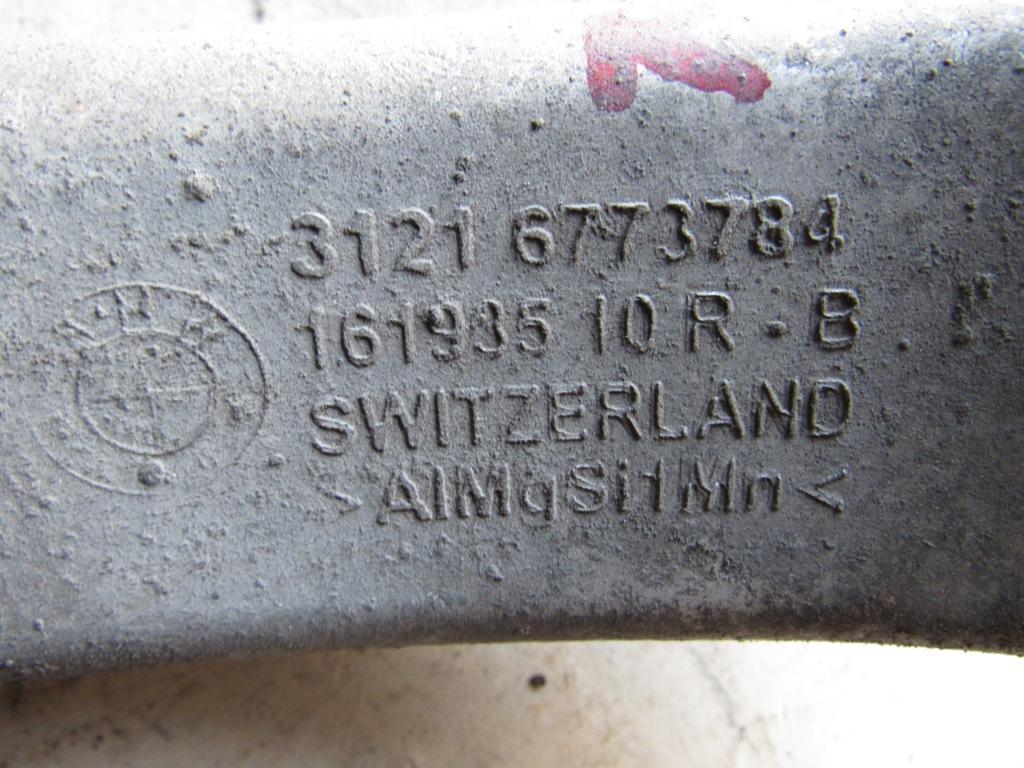 3121 6773784
161935 10 R - B
SWITZERLAND
>AlMgSi1Mn<